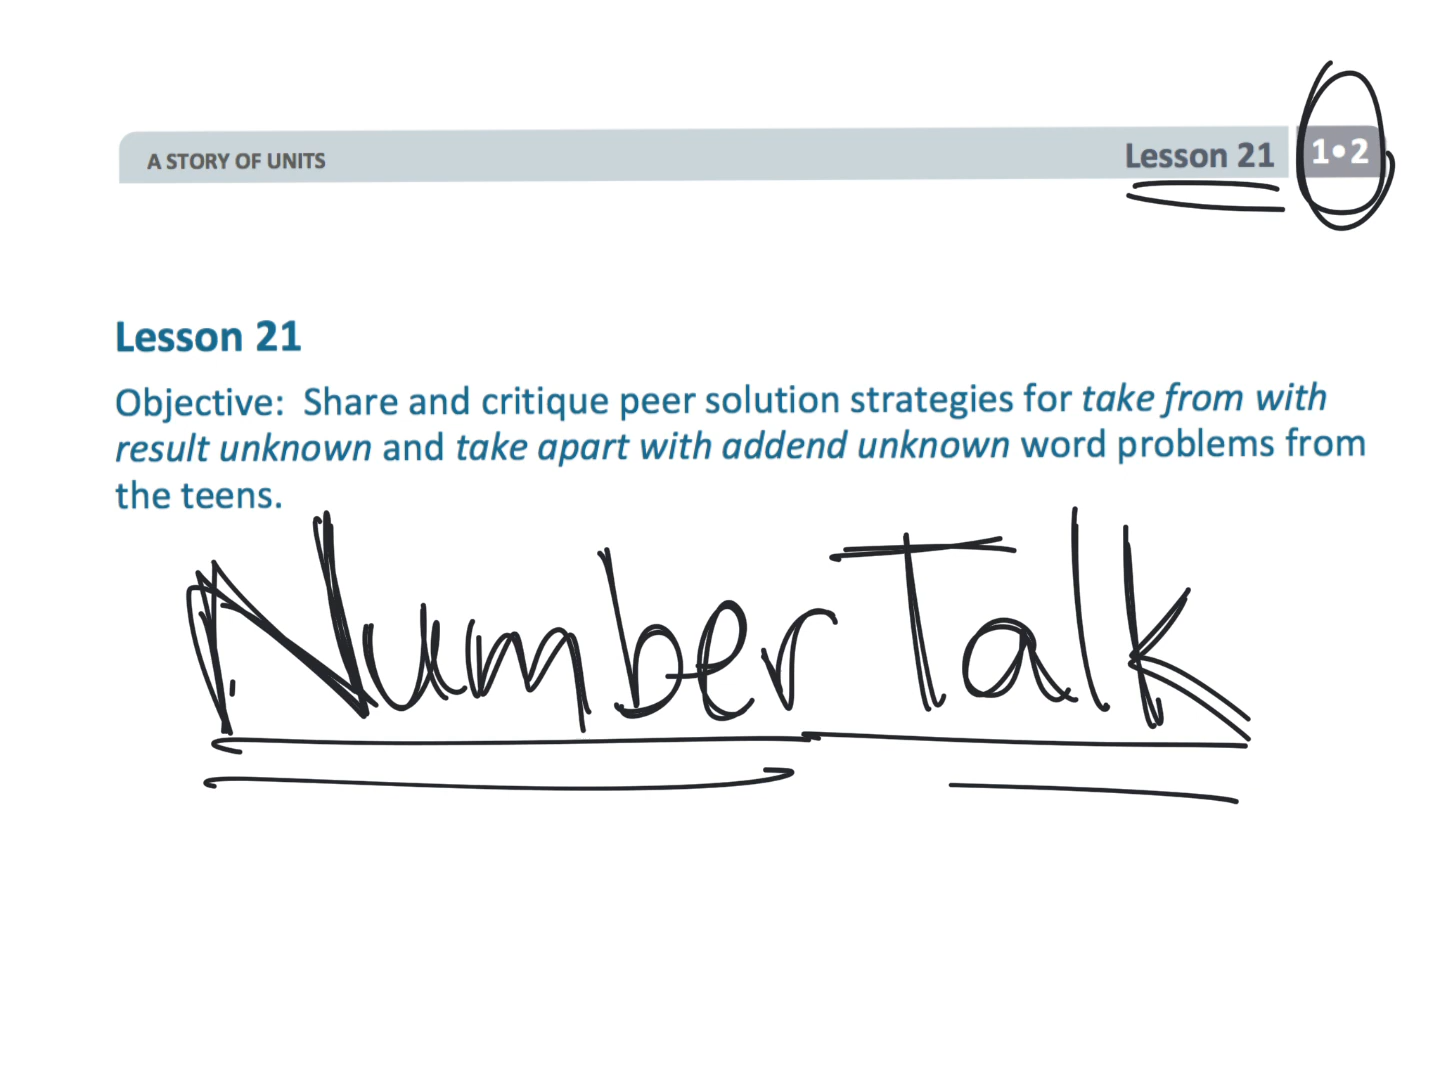 A STORY OF UNITS Lesson 21 1•2
Lesson 21
Objective: Share and critique peer solution strategies for take from with
result unknown and take apart with addend unknown word problems from
the teens.
Number Talk